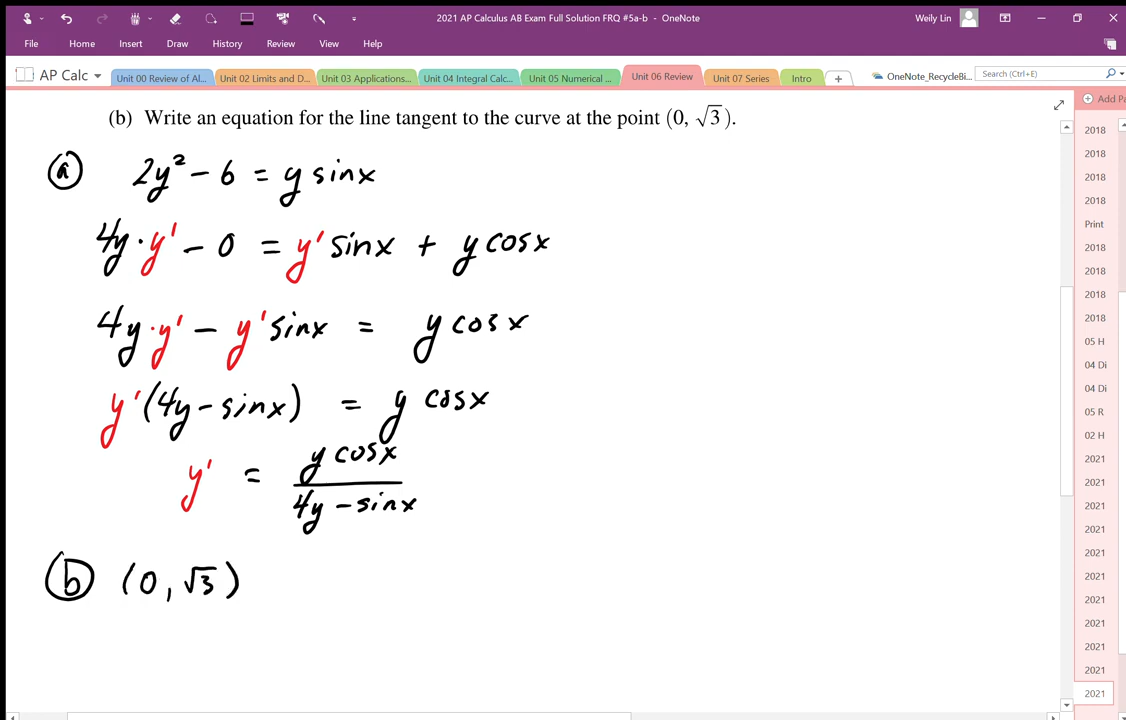 2021 AP Calculus AB Exam Full Solution FRQ #5a-b - OneNote
Weily Lin
File Home Insert Draw History Review View Help
AP Calc
Unit 00 Review of Al...
Unit 02 Limits and D...
Unit 03 Applications...
Unit 04 Integral Calc...
Unit 05 Numerical ...
Unit 06 Review
Unit 07 Series
Intro
OneNote_RecycleBi...
Search (Ctrl+E)
Add Pa
(b) Write an equation for the line tangent to the curve at the point (0, √3).
ⓐ 2y² − 6 = y sinx
4y · y' − 0 = y' sinx + y cosx
4y · y' − y' sinx = y cosx
y' (4y − sinx) = y cosx
y' = y cosx / 4y − sinx
ⓑ (0, √3)
2018
2018
2018
2018
Print
2018
2018
2018
2018
05 H
04 Di
04 Di
05 R
02 H
2021
2021
2021
2021
2021
2021
2021
2021
2021
2021
2021